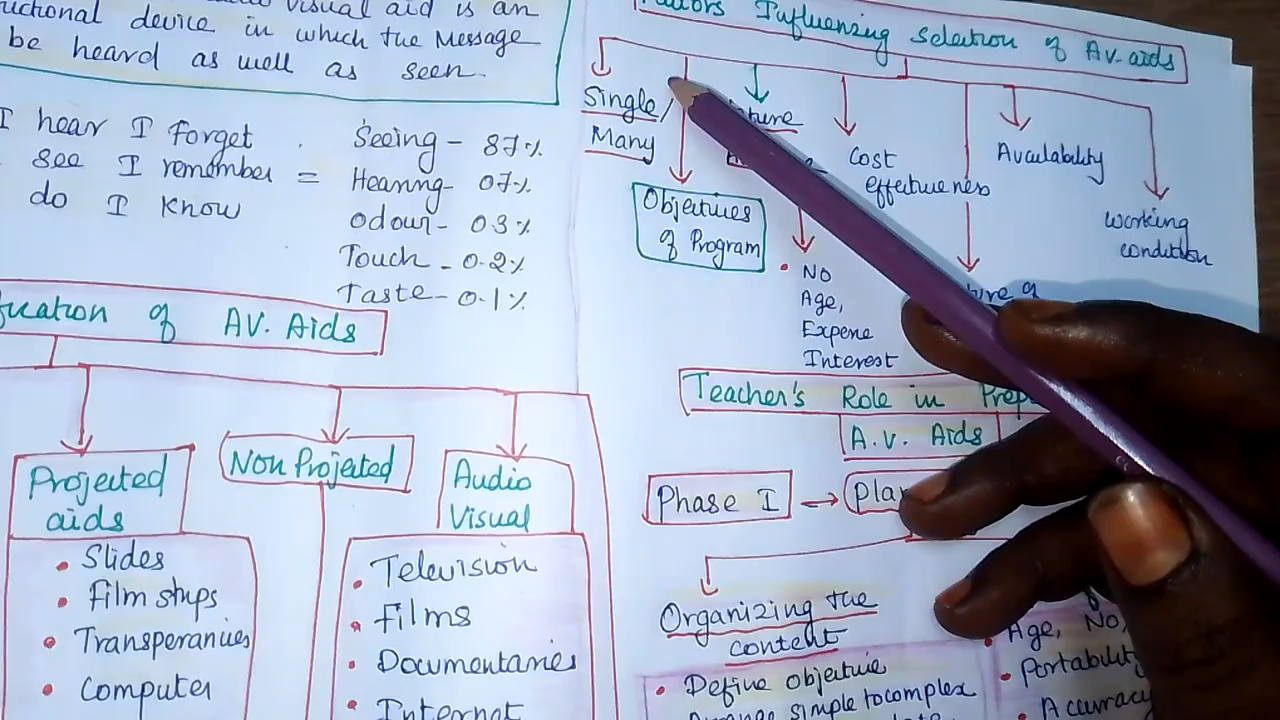 visual aid is an
device in which the Message
be heard as well as seen.
I hear I forget
see I remember =
do I know
Seeing - 87%
Hearing - 07%
Odour - 03%
Touch - 0.2%
Taste - 0.1%
of AV. Aids
Projected
aids
• Slides
• Film strips
• Transperancies
• Computer
Non Projected
Audio
Visual
• Television
• Films
• Documentaries
• Internet
Influencing Selection of AV-aids
Single/
Many
Objectives
of Program
• No
Age,
Expene
Interest
Cost
effectiveness
Availability
Working
condition
Teacher's Role in
A.V. Aids
Phase I →
Organizing the
content
• Define objective
simple to complex
• Age, No,
• Portability
• Accuracy